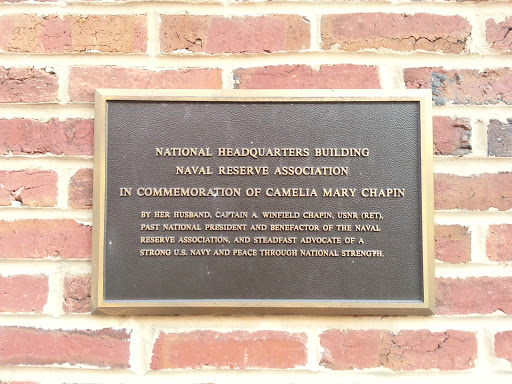 NATIONAL HEADQUARTERS BUILDING
NAVAL RESERVE ASSOCIATION
IN COMMEMORATION OF CAMELIA MARY CHAPIN
BY HER HUSBAND, CAPTAIN A. WINFIELD CHAPIN, USNR (RET),
PAST NATIONAL PRESIDENT AND BENEFACTOR OF THE NAVAL
RESERVE ASSOCIATION, AND STEADFAST ADVOCATE OF A
STRONG U.S. NAVY AND PEACE THROUGH NATIONAL STRENGTH.